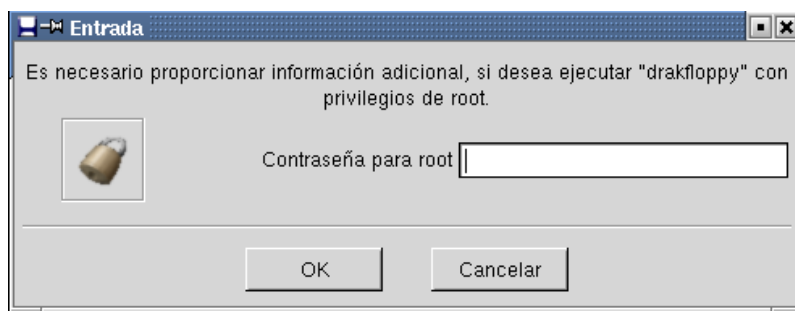 Entrada
Es necesario proporcionar información adicional, si desea ejecutar "drakfloppy" con
privilegios de root.
Contraseña para root
OK
Cancelar